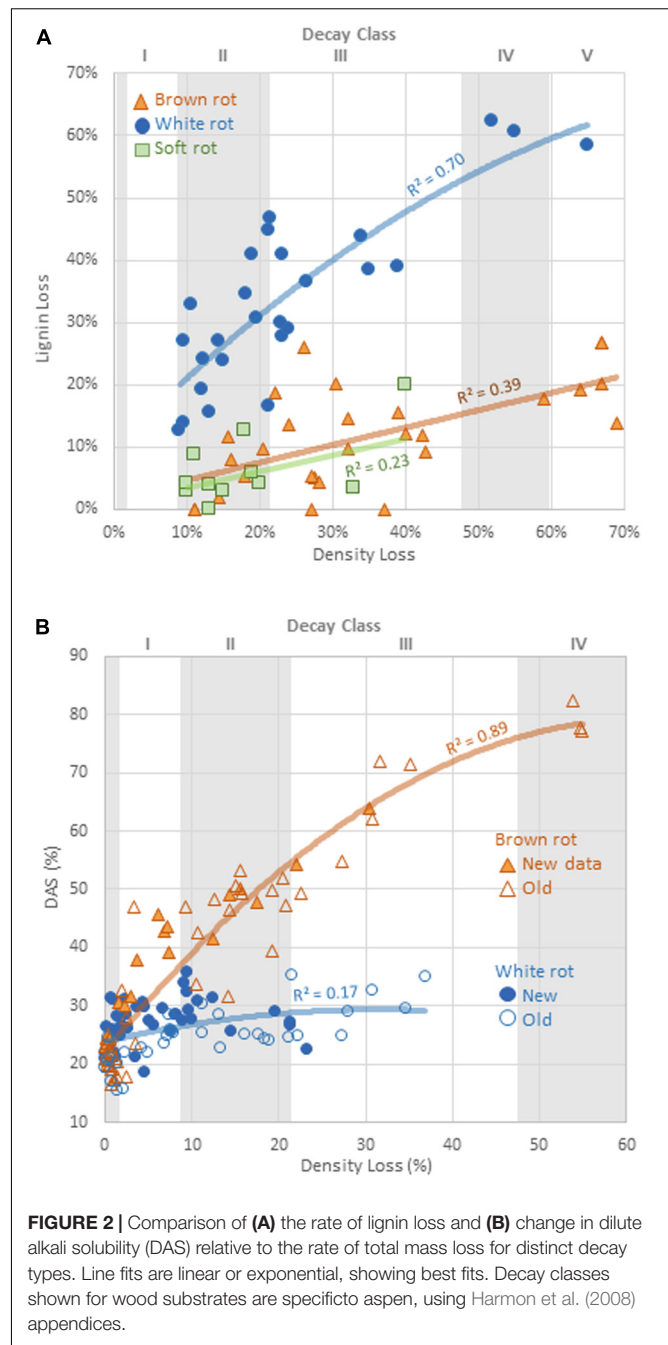 A
Decay Class
I II III IV V
70%
60%
50%
40%
30%
20%
10%
0%
Lignin Loss
Brown rot
White rot
Soft rot
R² = 0.70
R² = 0.39
R² = 0.23
0% 10% 20% 30% 40% 50% 60% 70%
Density Loss
B
Decay Class
I II III IV
90
80
70
60
50
40
30
20
10
DAS (%)
R² = 0.89
Brown rot
New data
Old
White rot
New
Old
R² = 0.17
0 10 20 30 40 50 60
Density Loss (%)
FIGURE 2 | Comparison of (A) the rate of lignin loss and (B) change in dilute
alkali solubility (DAS) relative to the rate of total mass loss for distinct decay
types. Line fits are linear or exponential, showing best fits. Decay classes
shown for wood substrates are specificto aspen, using Harmon et al. (2008)
appendices.